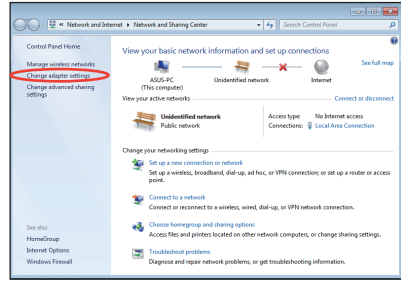 « Network and Internet ▸ Network and Sharing Center
Search Control Panel
Control Panel Home
Manage wireless networks
Change adapter settings
Change advanced sharing
settings
See also
HomeGroup
Internet Options
Windows Firewall
View your basic network information and set up connections
See full map
ASUS-PC
(This computer)
Unidentified network
Internet
View your active networks
Connect or disconnect
Unidentified network
Public network
Access type: No Internet access
Connections: Local Area Connection
Change your networking settings
Set up a new connection or network
Set up a wireless, broadband, dial-up, ad hoc, or VPN connection; or set up a router or access
point.
Connect to a network
Connect or reconnect to a wireless, wired, dial-up, or VPN network connection.
Choose homegroup and sharing options
Access files and printers located on other network computers, or change sharing settings.
Troubleshoot problems
Diagnose and repair network problems, or get troubleshooting information.